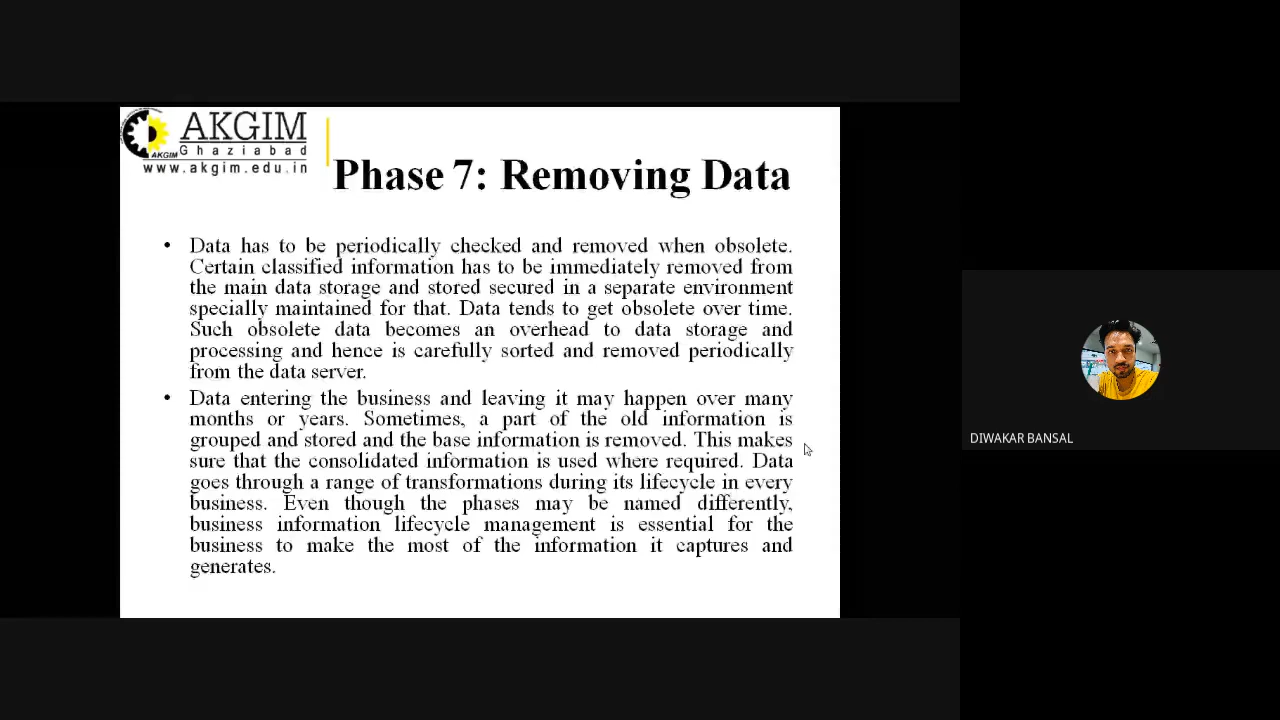 AKGIM
AKGIM Ghaziabad
www.akgim.edu.in
Phase 7: Removing Data
• Data has to be periodically checked and removed when obsolete.
Certain classified information has to be immediately removed from
the main data storage and stored secured in a separate environment
specially maintained for that. Data tends to get obsolete over time.
Such obsolete data becomes an overhead to data storage and
processing and hence is carefully sorted and removed periodically
from the data server.
• Data entering the business and leaving it may happen over many
months or years. Sometimes, a part of the old information is
grouped and stored and the base information is removed. This makes
sure that the consolidated information is used where required. Data
goes through a range of transformations during its lifecycle in every
business. Even though the phases may be named differently,
business information lifecycle management is essential for the
business to make the most of the information it captures and
generates.
DIWAKAR BANSAL